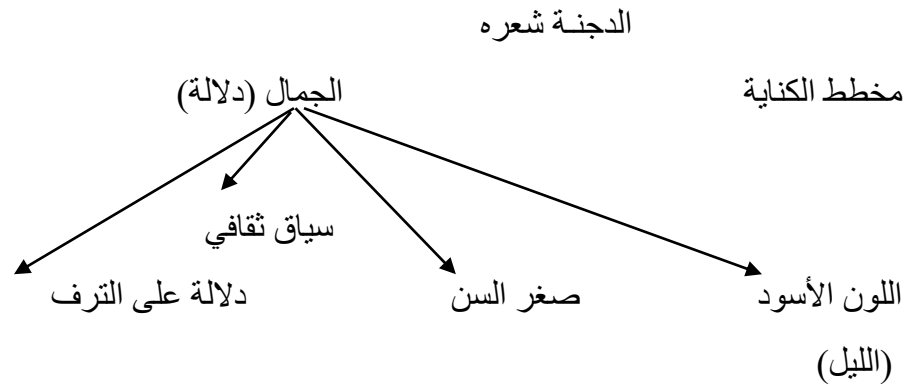 الدجنـة شعره
مخطط الكناية
الجمال (دلالة)
سياق ثقافي
اللون الأسود
صغر السن
دلالة على الترف
(الليل)